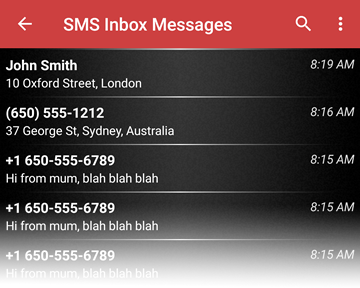 SMS Inbox Messages
John Smith 8:19 AM
10 Oxford Street, London
(650) 555-1212 8:16 AM
37 George St, Sydney, Australia
+1 650-555-6789 8:15 AM
Hi from mum, blah blah blah
+1 650-555-6789 8:15 AM
Hi from mum, blah blah blah
+1 650-555-6789 8:15 AM
Hi from mum, blah blah blah